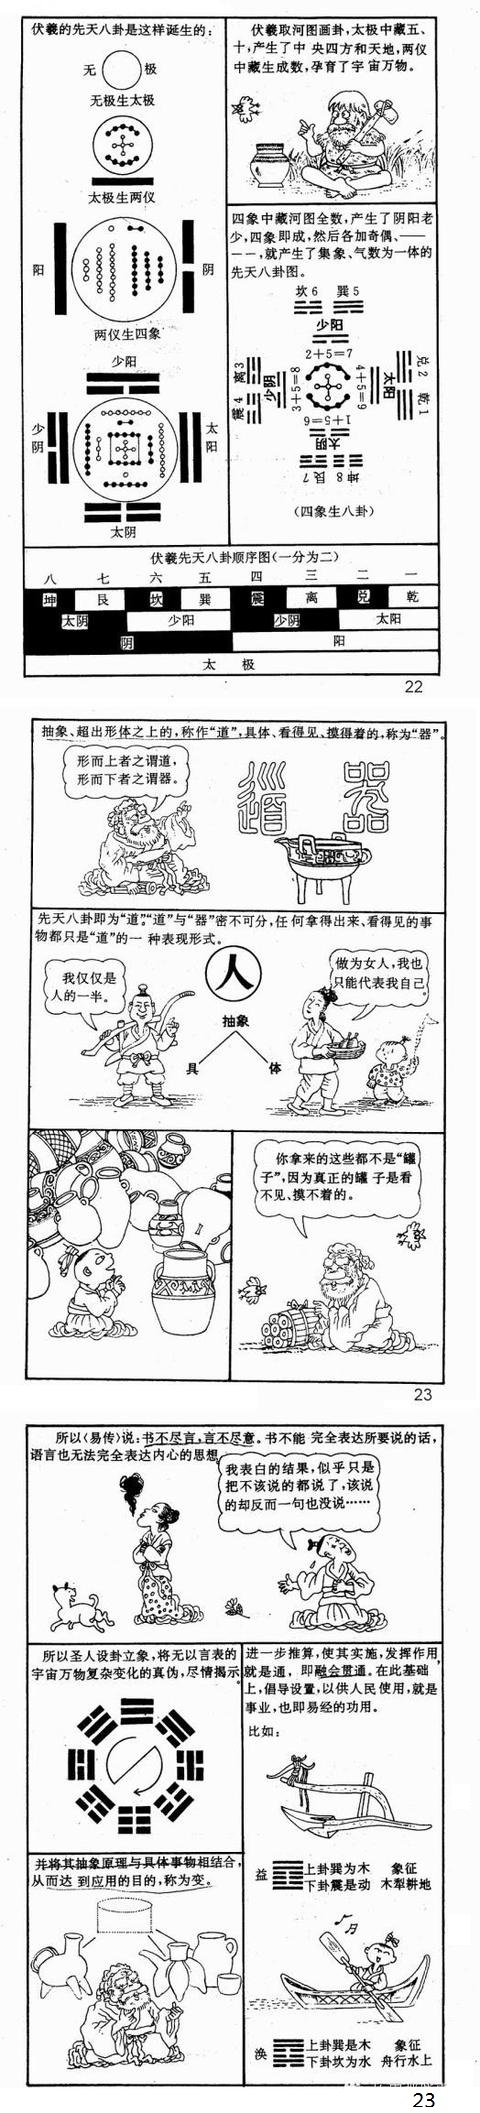 伏羲的先天八卦是这样诞生的:
无 极
无极生太极
太极生两仪
阳 阴
两仪生四象
少阳
少阴
太阳
太阴
伏羲取河图画卦,太极中藏五、
十,产生了中 央四方和天地,两仪
中藏生成数,孕育了宇 宙万物。
四象中藏河图全数,产生了阴阳老
少,四象即成,然后各加奇偶、——
— —,就产生了集象、气数为一体的
先天八卦图。
坎6 巽5
少阳
2+5=7
离3
震4
少阴
3+5=8
4+5=9
太阳
兑2
乾1
1+5=6
太阴
艮7 坤8
(四象生八卦)
伏羲先天八卦顺序图(一分为二)
八 七 六 五 四 三 二 一
坤 艮 坎 巽 震 离 兑 乾
太阴 少阳 少阴 太阳
阴 阳
太 极
22
抽象、超出形体之上的,称作“道”,具体、看得见、摸得着的,称为“器”。
形而上者之谓道,
形而下者之谓器。
道 器
先天八卦即为“道”。“道”与“器”密不可分,任何拿得出来、看得见的事
物都只是“道”的一 种表现形式。
我仅仅是
人的一半。
人
抽象
具 体
做为女人,我也
只能代表我自己。
你拿来的这些都不是“罐
子”,因为真正的罐 子是看
不见、摸不着的。
23
所以〈易传〉说:书不尽言,言不尽意。书不能 完全表达所要说的话,
语言也无法完全表达内心的思想。
我表白的结果,似乎只是
把不该说的都说了,该说
的却反而一句也没说……
所以圣人设卦立象,将无以言表的
宇宙万物复杂变化的真伪,尽情揭示。
并将其抽象原理与具体事物相结合,
从而达 到应用的目的,称为变。
进一步推算,使其实施,发挥作用,
就是通, 即融会贯通。在此基础
上,倡导设置,以供人民使用,就是
事业,也即易经的功用。
比如:
益 上卦巽为木 象征
下卦震是动 木犁耕地
涣 上卦巽是木 象征
下卦坎为水 舟行水上
23